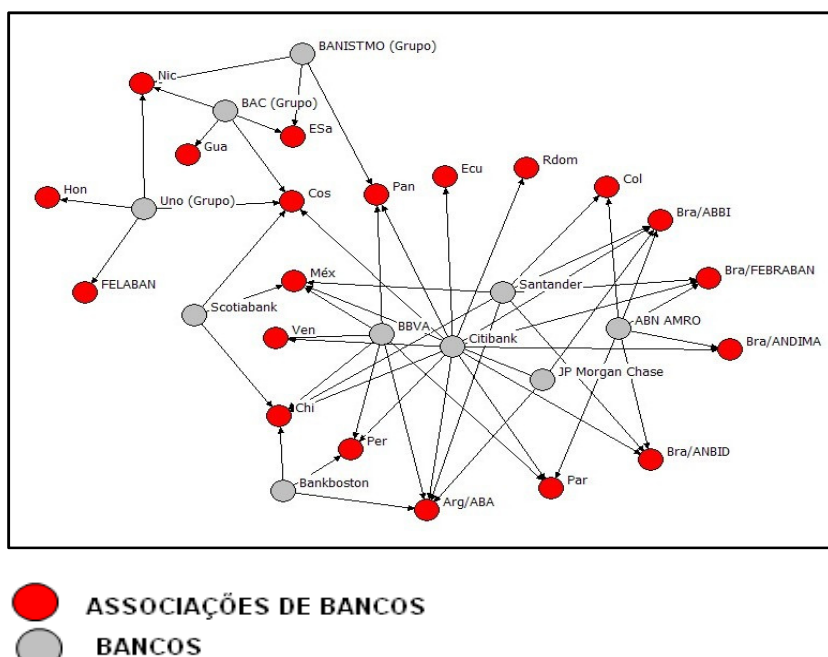 BANISTMO (Grupo)
Nic
BAC (Grupo)
ESa
Gua
Ecu
Rdom
Col
Pan
Hon
Uno (Grupo)
Cos
Bra/ABBI
FELABAN
Méx
Bra/FEBRABAN
Santander
Scotiabank
Ven
BBVA
Citibank
ABN AMRO
Bra/ANDIMA
JP Morgan Chase
Chi
Per
Bra/ANBID
Bankboston
Par
Arg/ABA
ASSOCIAÇÕES DE BANCOS
BANCOS